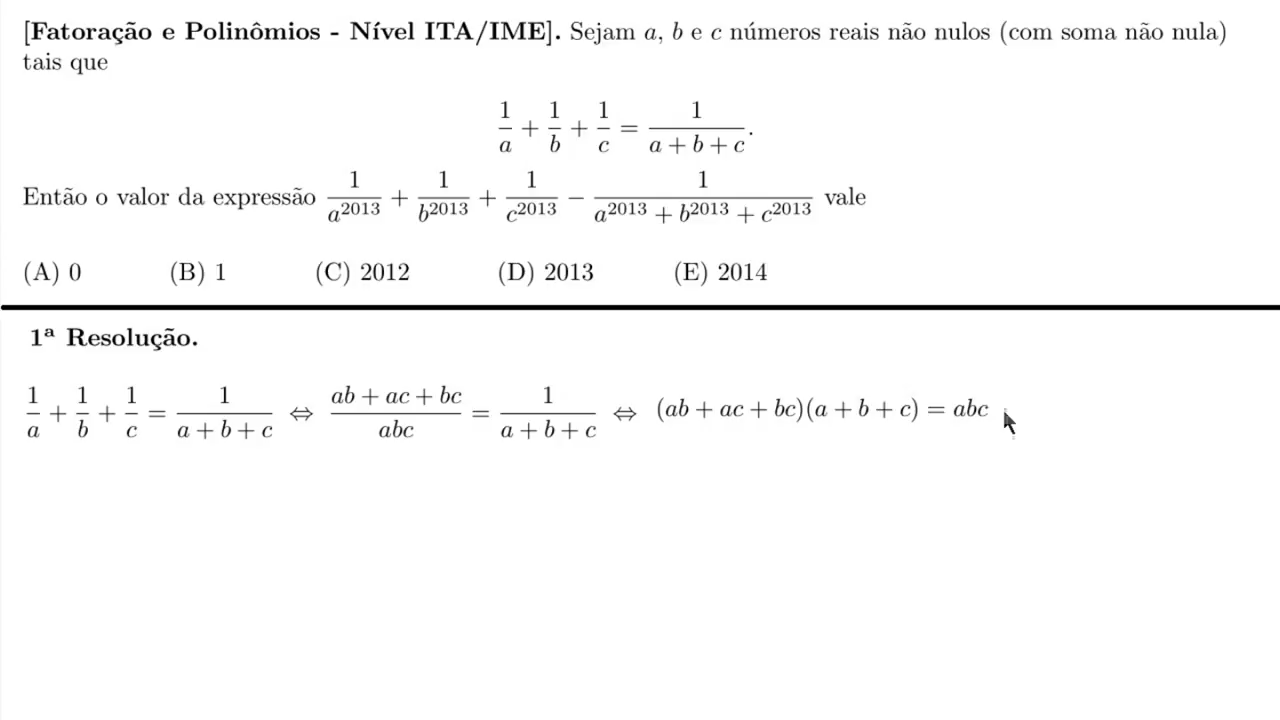 [Fatoração e Polinômios - Nível ITA/IME]. Sejam a, b e c números reais não nulos (com soma não nula)
tais que
1/a + 1/b + 1/c = 1/(a + b + c).
Então o valor da expressão 1/a^2013 + 1/b^2013 + 1/c^2013 − 1/(a^2013 + b^2013 + c^2013) vale
(A) 0 (B) 1 (C) 2012 (D) 2013 (E) 2014
1ª Resolução.
1/a + 1/b + 1/c = 1/(a + b + c) ⇔ (ab + ac + bc)/abc = 1/(a + b + c) ⇔ (ab + ac + bc)(a + b + c) = abc